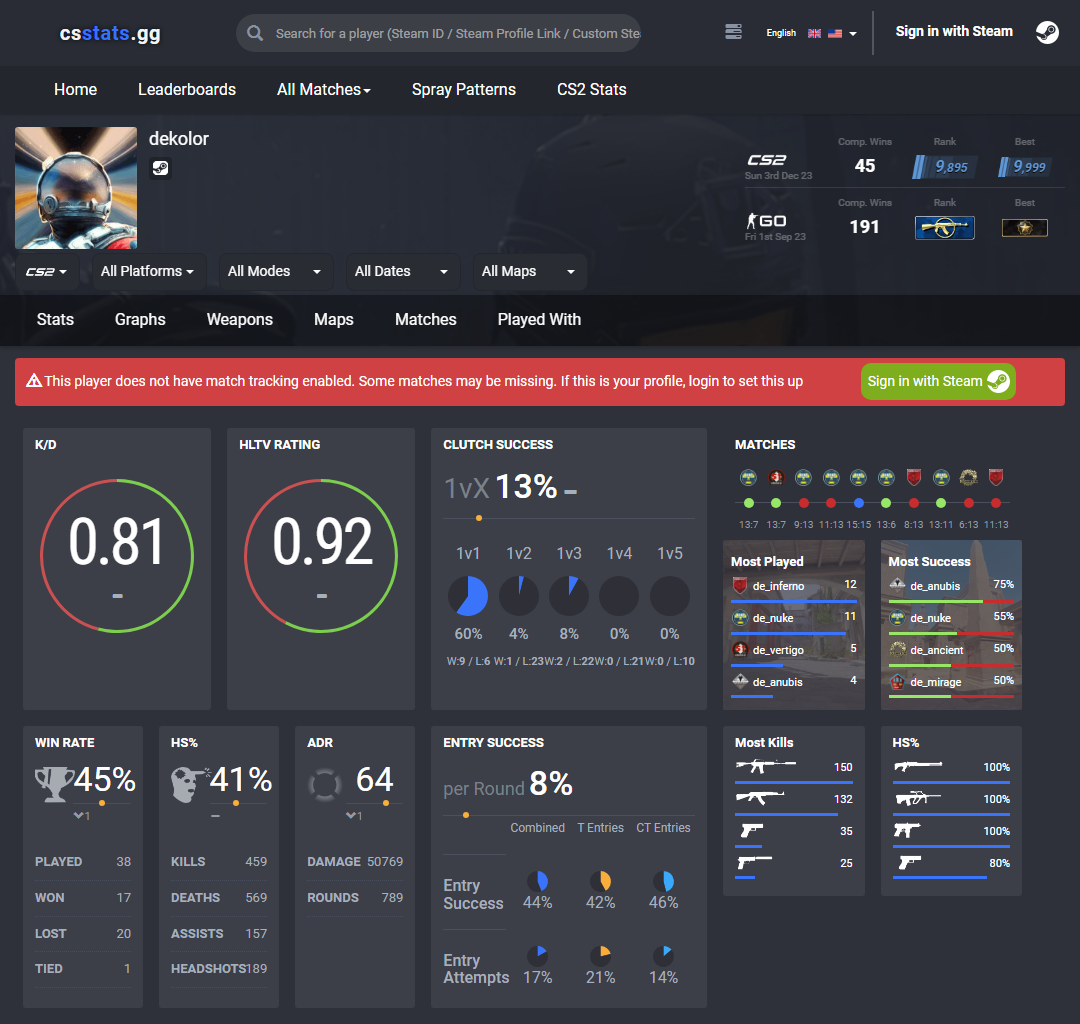 csstats.gg
Search for a player (Steam ID / Steam Profile Link / Custom Ste
English
Sign in with Steam
Home Leaderboards All Matches Spray Patterns CS2 Stats
dekolor
Comp. Wins Rank Best
CS2 45 9,895 9,999
Sun 3rd Dec 23
Comp. Wins Rank Best
GO 191
Fri 1st Sep 23
CS2 All Platforms All Modes All Dates All Maps
Stats Graphs Weapons Maps Matches Played With
This player does not have match tracking enabled. Some matches may be missing. If this is your profile, login to set this up
Sign in with Steam
K/D
0.81
HLTV RATING
0.92
CLUTCH SUCCESS
1vX 13%
1v1 1v2 1v3 1v4 1v5
60% 4% 8% 0% 0%
W:9 / L:6 W:1 / L:23 W:2 / L:22 W:0 / L:21 W:0 / L:10
MATCHES
13:7 13:7 9:13 11:13 15:15 13:6 8:13 13:11 6:13 11:13
Most Played
de_inferno 12
de_nuke 11
de_vertigo 5
de_anubis 4
Most Success
de_anubis 75%
de_nuke 55%
de_ancient 50%
de_mirage 50%
WIN RATE
45%
1
PLAYED 38
WON 17
LOST 20
TIED 1
HS%
41%
KILLS 459
DEATHS 569
ASSISTS 157
HEADSHOTS 189
ADR
64
1
DAMAGE 50769
ROUNDS 789
ENTRY SUCCESS
per Round 8%
Combined T Entries CT Entries
Entry Success 44% 42% 46%
Entry Attempts 17% 21% 14%
Most Kills
150
132
35
25
HS%
100%
100%
100%
80%